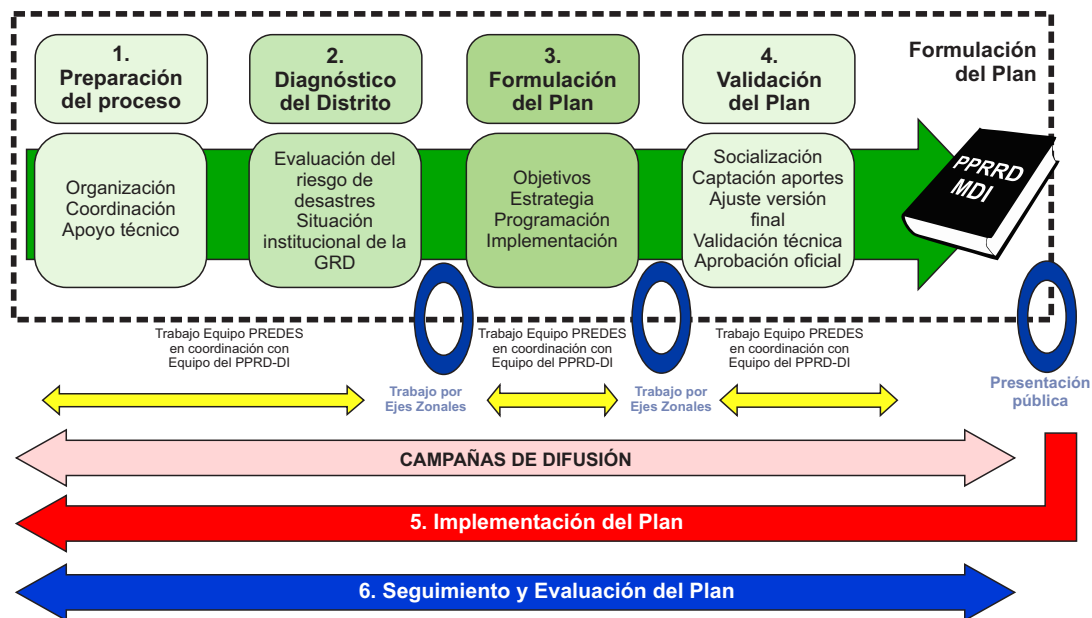 1.
Preparación
del proceso
2.
Diagnóstico
del Distrito
3.
Formulación
del Plan
4.
Validación
del Plan
Formulación
del Plan
Organización
Coordinación
Apoyo técnico
Evaluación del
riesgo de
desastres
Situación
institucional de la
GRD
Objetivos
Estrategia
Programación
Implementación
Socialización
Captación aportes
Ajuste versión
final
Validación técnica
Aprobación oficial
PPRRD
MDI
Trabajo Equipo PREDES
en coordinación con
Equipo del PPRD-DI
Trabajo por
Ejes Zonales
Trabajo Equipo PREDES
en coordinación con
Equipo del PPRD-DI
Trabajo por
Ejes Zonales
Trabajo Equipo PREDES
en coordinación con
Equipo del PPRD-DI
Presentación
pública
CAMPAÑAS DE DIFUSIÓN
5. Implementación del Plan
6. Seguimiento y Evaluación del Plan